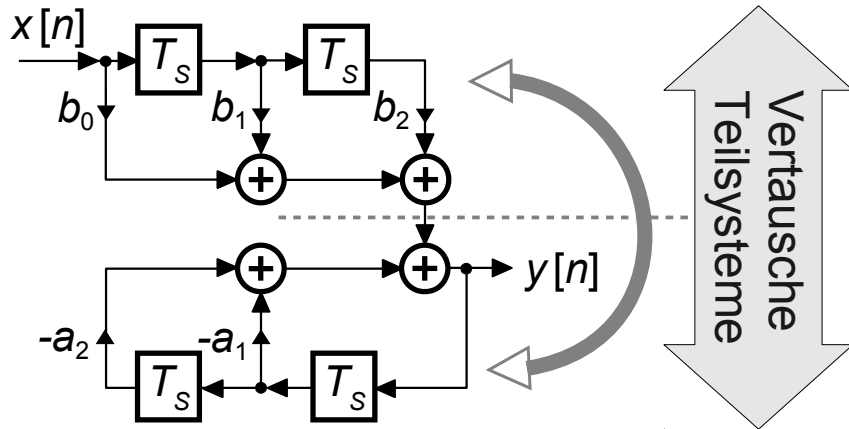 x[n]
T_S
T_S
b_0
b_1
b_2
+
+
+
+
y[n]
-a_2
-a_1
T_S
T_S
Vertausche
Teilsysteme